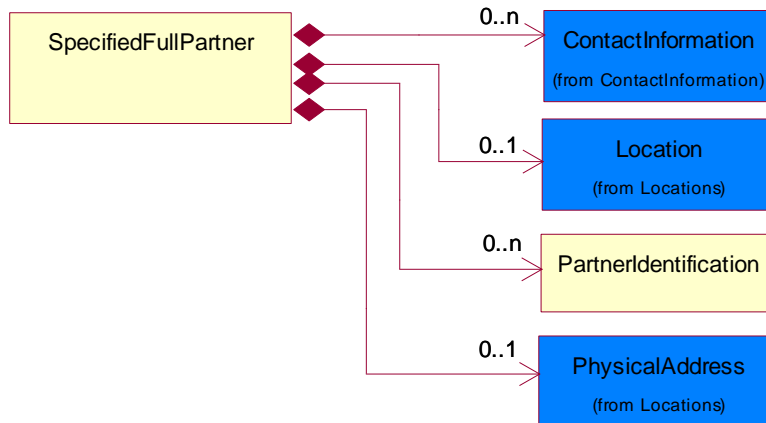 SpecifiedFullPartner
0..n
ContactInformation
(from ContactInformation)
0..1
Location
(from Locations)
0..n
PartnerIdentification
0..1
PhysicalAddress
(from Locations)